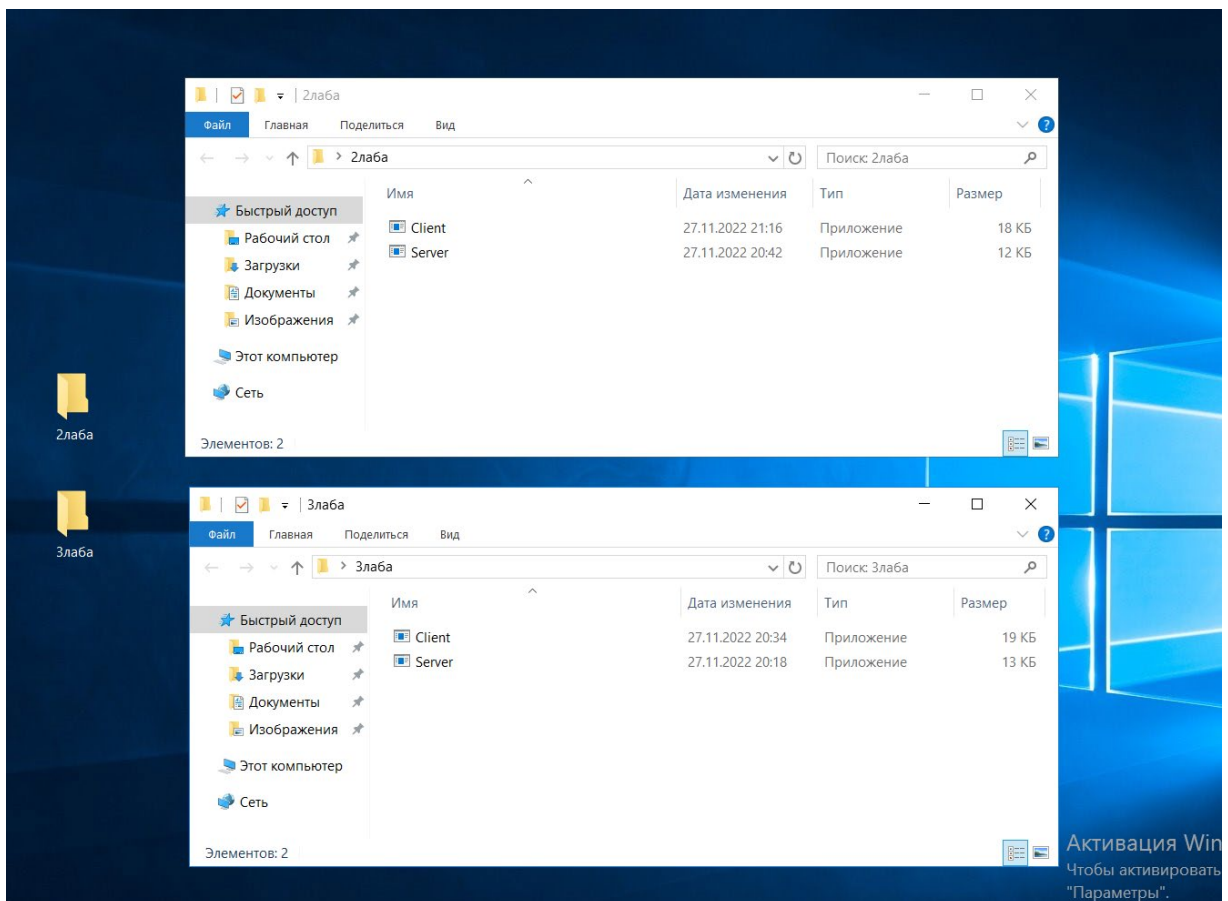 2лаба
Файл Главная Поделиться Вид
2лаба Поиск: 2лаба
Имя Дата изменения Тип Размер
Быстрый доступ
Рабочий стол
Загрузки
Документы
Изображения
Этот компьютер
Сеть
Client 27.11.2022 21:16 Приложение 18 КБ
Server 27.11.2022 20:42 Приложение 12 КБ
Элементов: 2
2лаба
3лаба
3лаба
Файл Главная Поделиться Вид
3лаба Поиск: 3лаба
Имя Дата изменения Тип Размер
Быстрый доступ
Рабочий стол
Загрузки
Документы
Изображения
Этот компьютер
Сеть
Client 27.11.2022 20:34 Приложение 19 КБ
Server 27.11.2022 20:18 Приложение 13 КБ
Элементов: 2
Активация Win
Чтобы активировать
"Параметры".